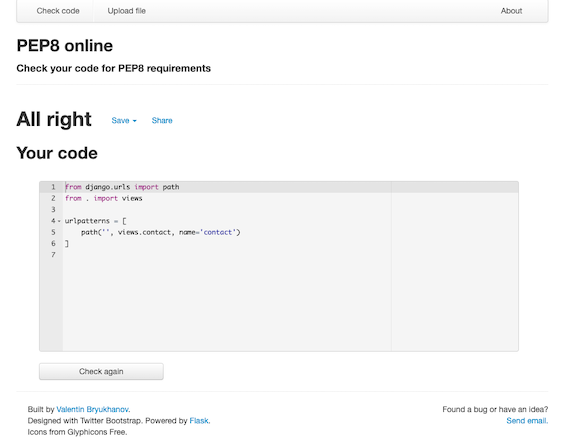 Check code Upload file About
PEP8 online
Check your code for PEP8 requirements
All right Save Share
Your code
1 from django.urls import path
2 from . import views
3
4 urlpatterns = [
5     path('', views.contact, name='contact')
6 ]
7
Check again
Built by Valentin Bryukhanov. Found a bug or have an idea?
Designed with Twitter Bootstrap. Powered by Flask. Send email.
Icons from Glyphicons Free.